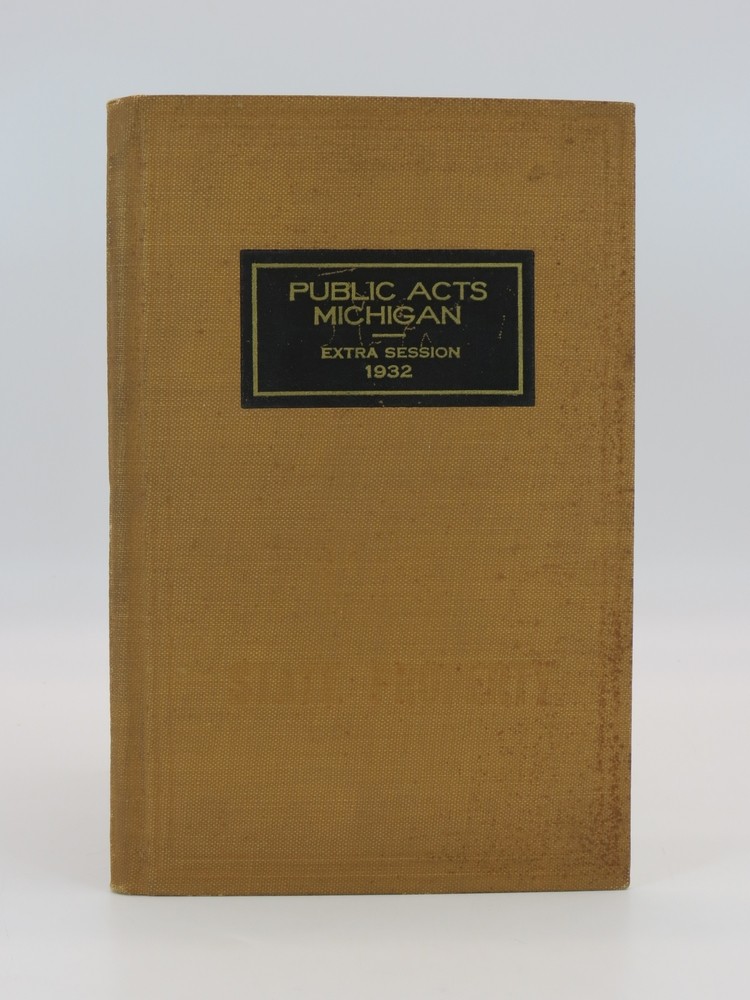 PUBLIC ACTS
MICHIGAN
EXTRA SESSION
1932